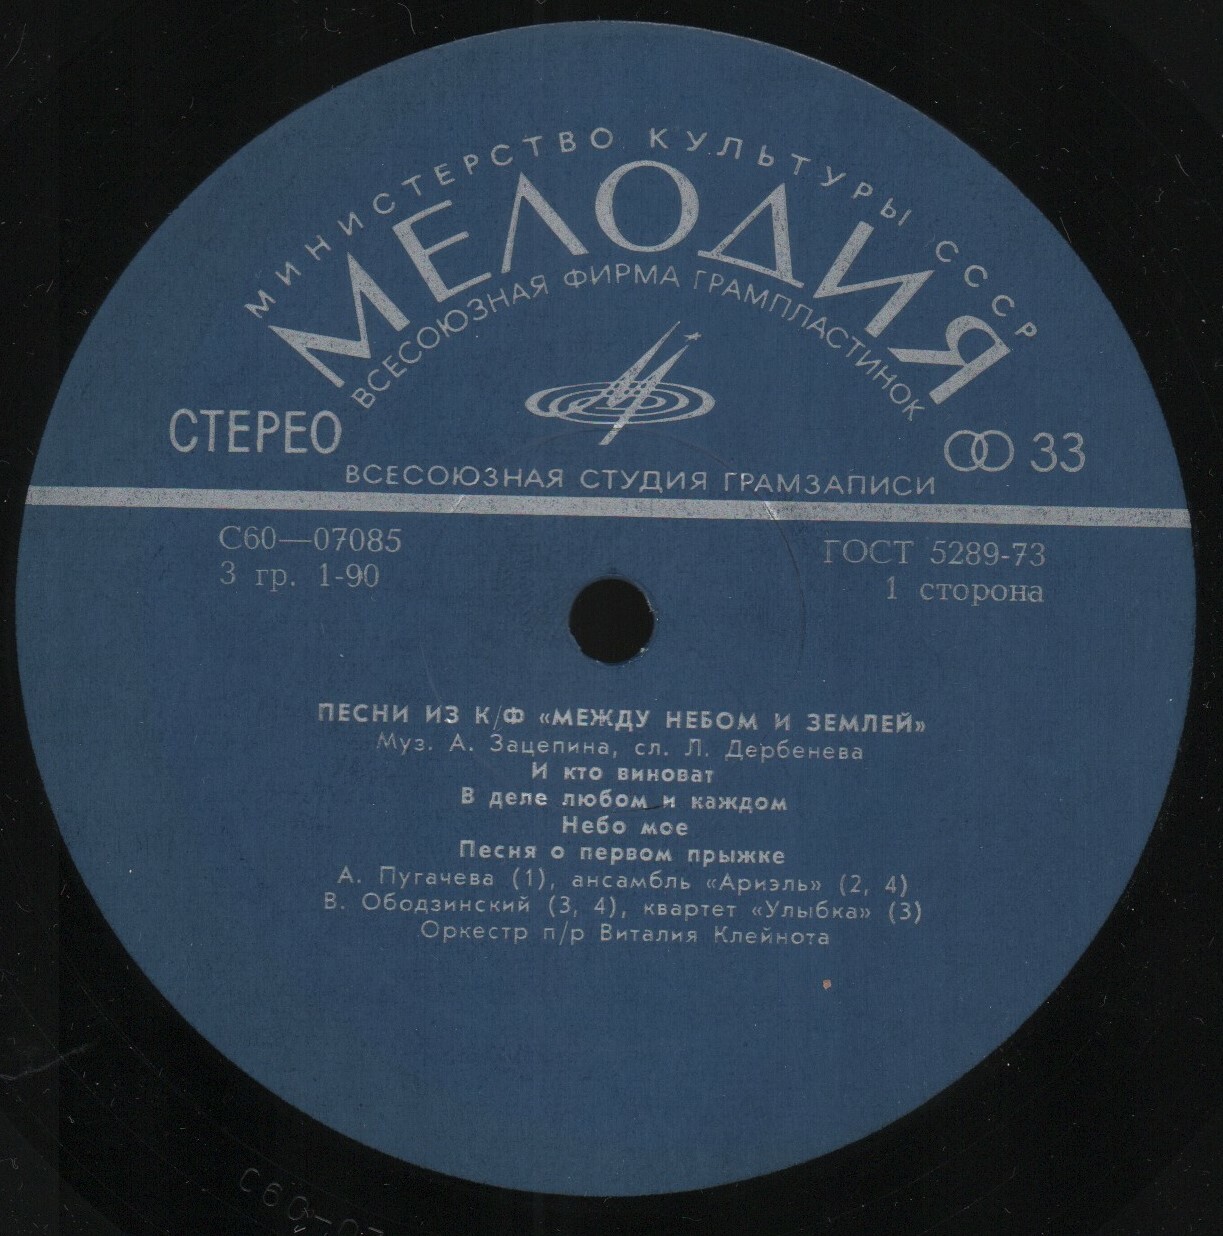 МИНИСТЕРСТВО КУЛЬТУРЫ СССР
МЕЛОДИЯ
ВСЕСОЮЗНАЯ ФИРМА ГРАМПЛАСТИНОК
СТЕРЕО
33
ВСЕСОЮЗНАЯ СТУДИЯ ГРАМЗАПИСИ
С60—07085
ГОСТ 5289-73
3 гр. 1-90
1 сторона
ПЕСНИ ИЗ К/Ф «МЕЖДУ НЕБОМ И ЗЕМЛЕЙ»
Муз. А. Зацепина, сл. Л. Дербенева
И кто виноват
В деле любом и каждом
Небо мое
Песня о первом прыжке
А. Пугачева (1), ансамбль «Ариэль» (2, 4)
В. Ободзинский (3, 4), квартет «Улыбка» (3)
Оркестр п/р Виталия Клейнота